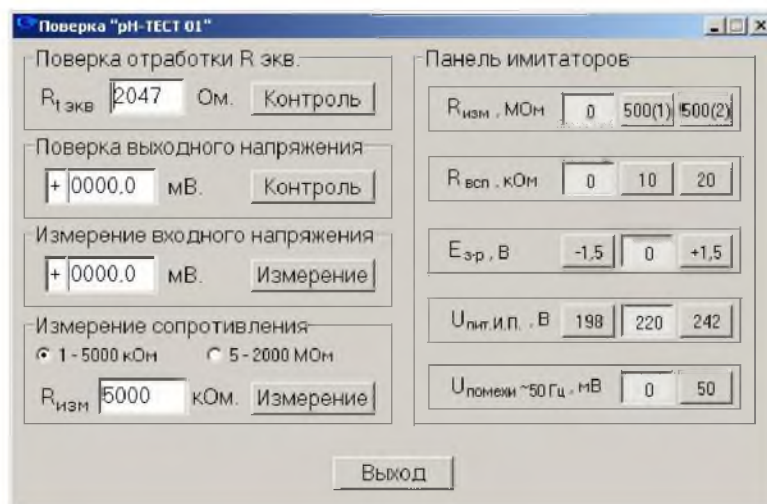 Поверка "pH-ТЕСТ 01"
Поверка отработки R экв.
Rt экв 2047 Ом. Контроль
Поверка выходного напряжения
+ 0000.0 мВ. Контроль
Измерение входного напряжения
+ 0000.0 мВ. Измерение
Измерение сопротивления
1 - 5000 кОм 5 - 2000 МОм
Rизм 5000 кОм. Измерение
Панель имитаторов
Rизм , МОм 0 500(1) 500(2)
Rвсп , кОм 0 10 20
Eз-р , В -1,5 0 +1,5
Uпит.И.П. , В 198 220 242
Uпомехи ~50 Гц , мВ 0 50
Выход